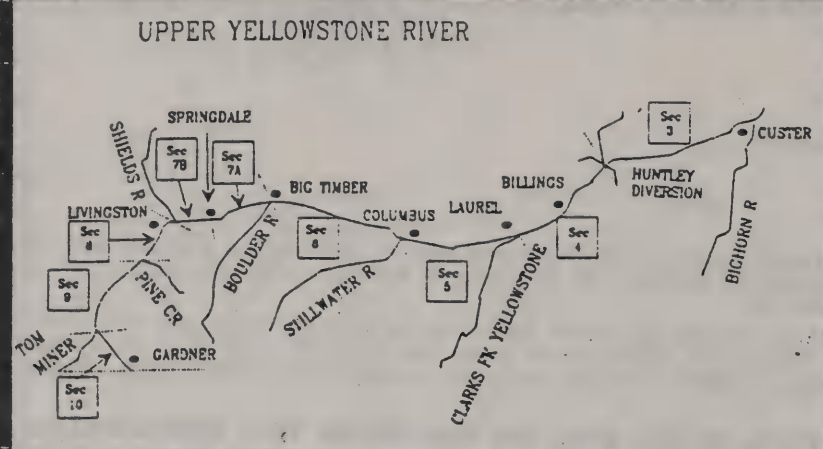 UPPER YELLOWSTONE RIVER
SPRINGDALE
SHIELDS R
Sec
7B
Sec
7A
Sec
3
CUSTER
LIVINGSTON
BIG TIMBER
BILLINGS
HUNTLEY
DIVERSION
COLUMBUS
LAUREL
Sec
8
BOULDER R
Sec
6
Sec
4
BIGHORN R
Sec
9
PINE CR
STILLWATER R
Sec
5
CLARKS FK YELLOWSTONE
TOM
MINER
GARDNER
Sec
10